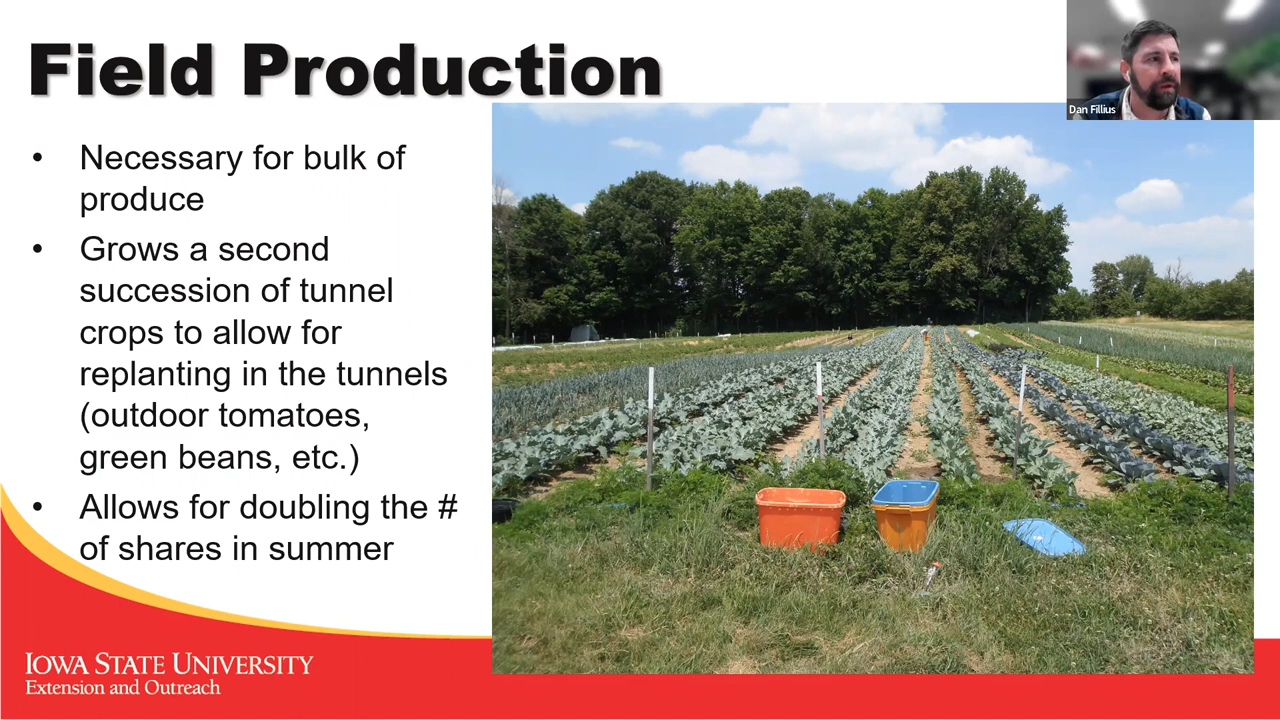 Field Production
Dan Fillius
• Necessary for bulk of
produce
• Grows a second
succession of tunnel
crops to allow for
replanting in the tunnels
(outdoor tomatoes,
green beans, etc.)
• Allows for doubling the #
of shares in summer
IOWA STATE UNIVERSITY
Extension and Outreach